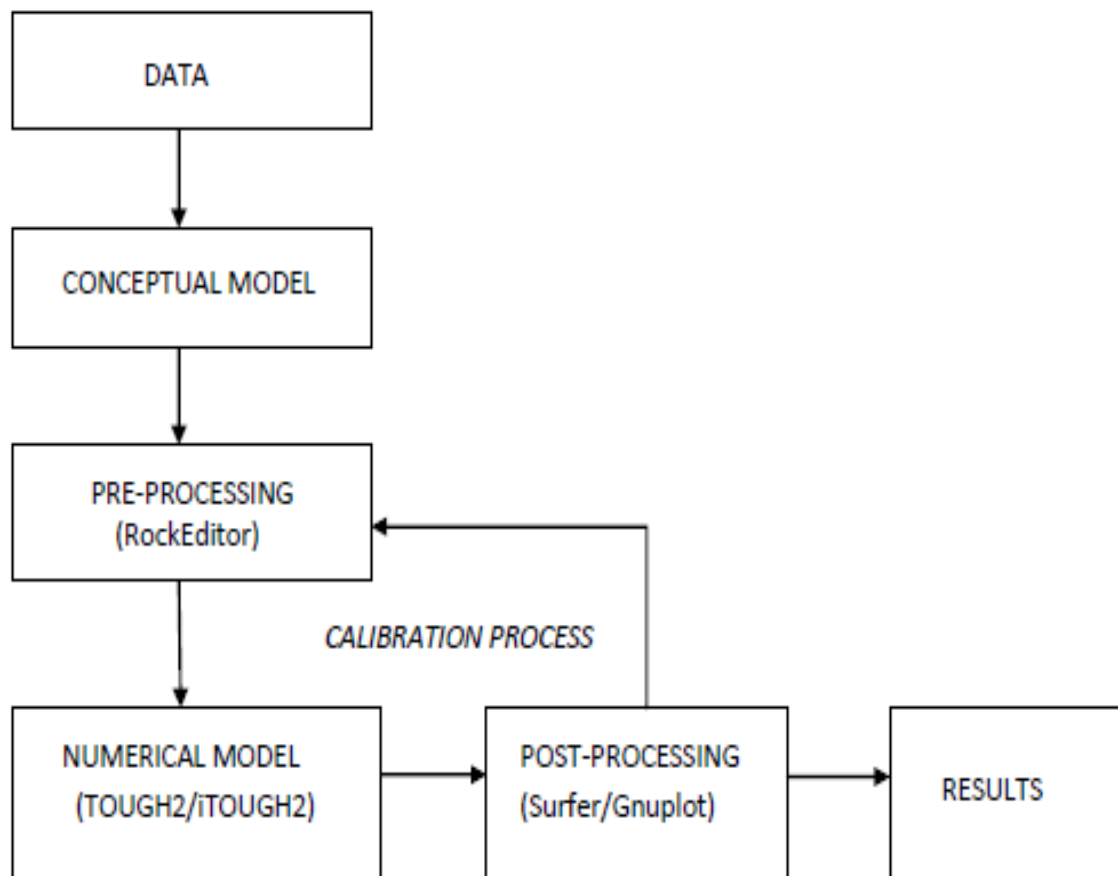 DATA
CONCEPTUAL MODEL
PRE-PROCESSING
(RockEditor)
CALIBRATION PROCESS
NUMERICAL MODEL
(TOUGH2/iTOUGH2)
POST-PROCESSING
(Surfer/Gnuplot)
RESULTS